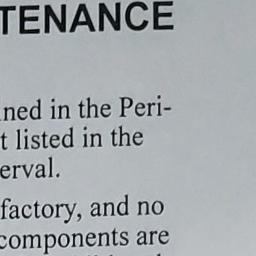 TENANCE
ned in the Peri-
t listed in the
erval.
factory, and no
components are